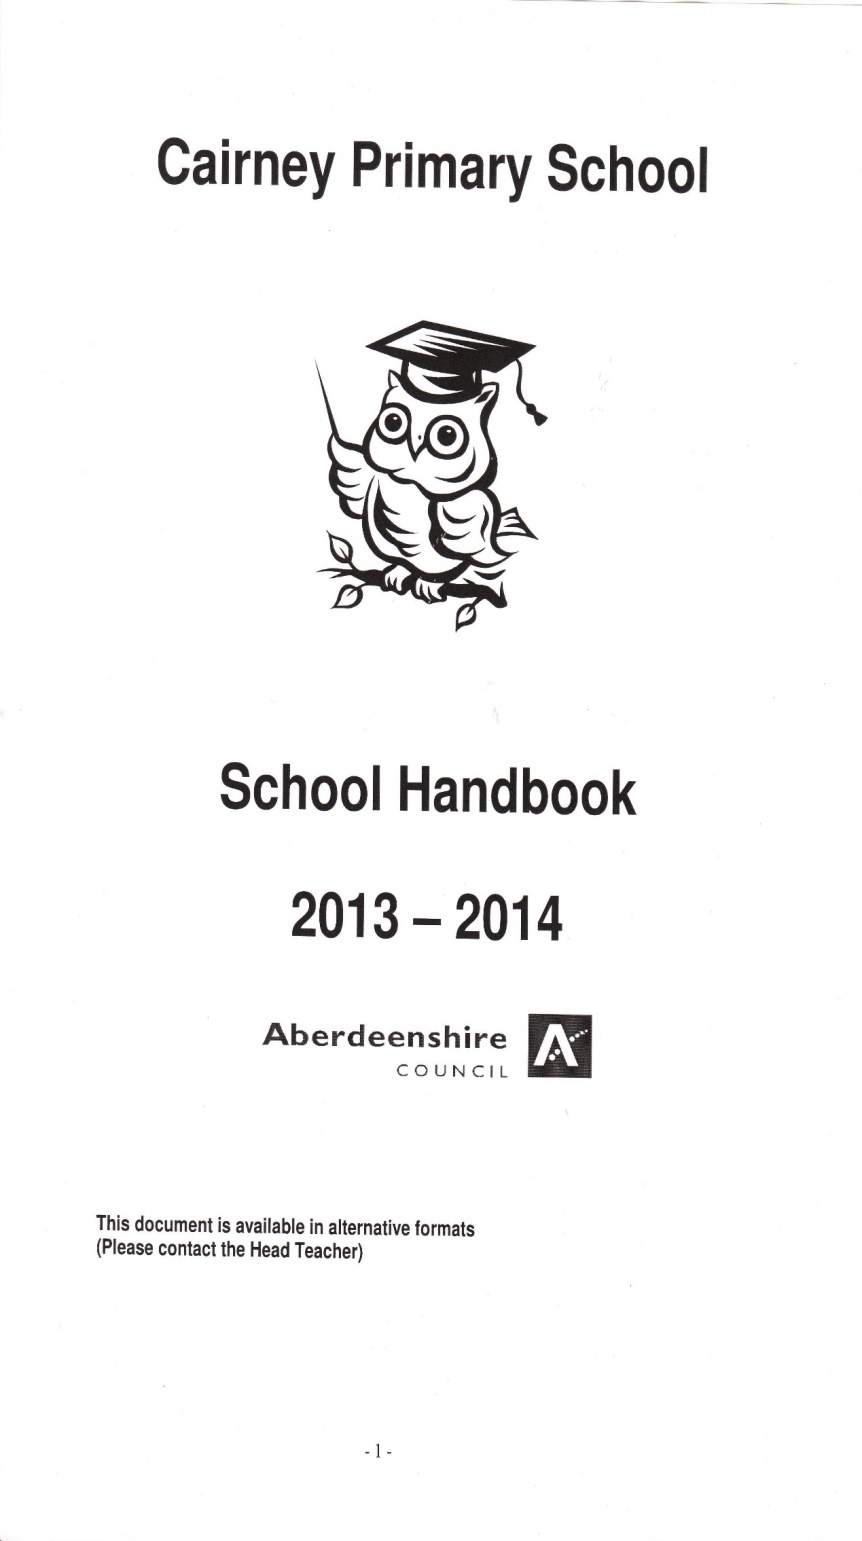 Cairney Primary School
School Handbook
2013 – 2014
Aberdeenshire
COUNCIL
This document is available in alternative formats
(Please contact the Head Teacher)
- 1 -